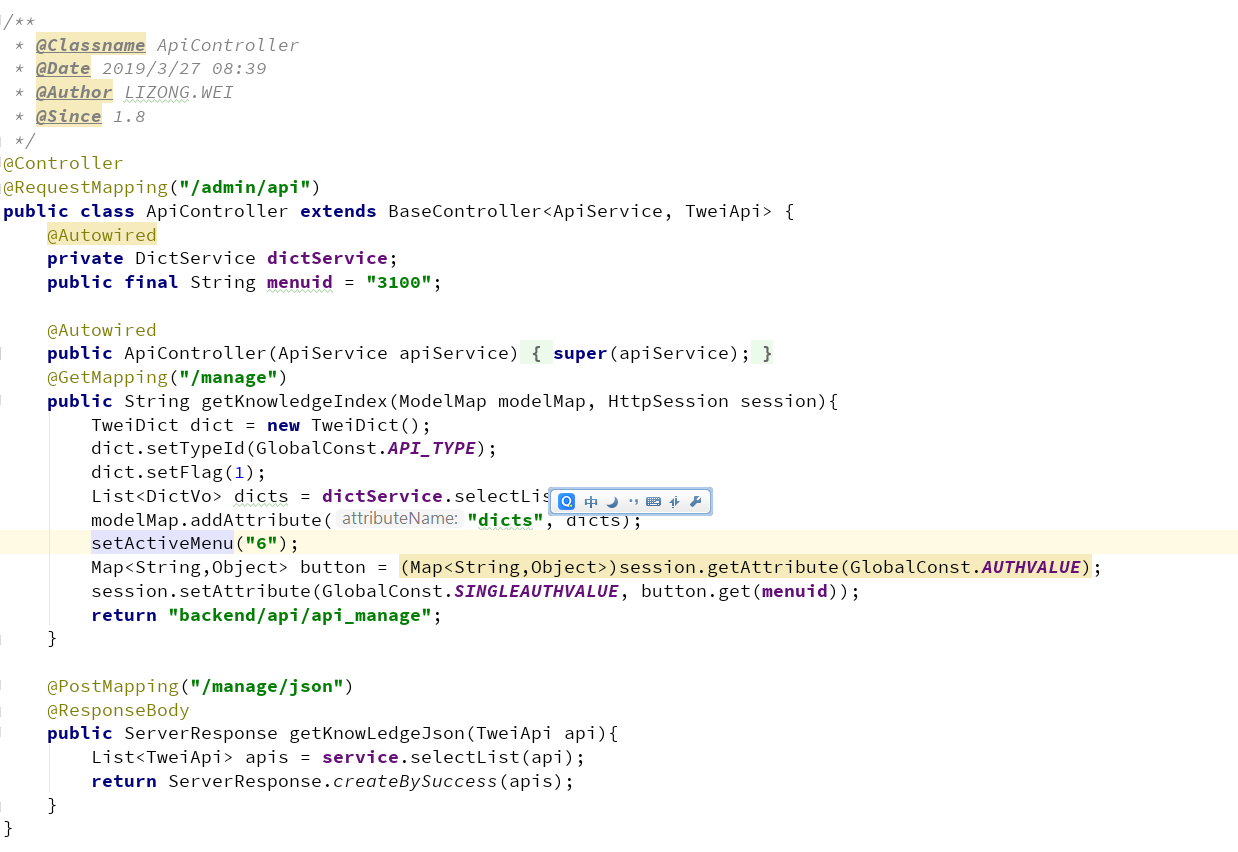 /**
 * @Classname ApiController
 * @Date 2019/3/27 08:39
 * @Author LIZONG.WEI
 * @Since 1.8
 */
@Controller
@RequestMapping("/admin/api")
public class ApiController extends BaseController<ApiService, TweiApi> {
    @Autowired
    private DictService dictService;
    public final String menuid = "3100";

    @Autowired
    public ApiController(ApiService apiService) { super(apiService); }
    @GetMapping("/manage")
    public String getKnowledgeIndex(ModelMap modelMap, HttpSession session){
        TweiDict dict = new TweiDict();
        dict.setTypeId(GlobalConst.API_TYPE);
        dict.setFlag(1);
        List<DictVo> dicts = dictService.
中
        modelMap.addAttribute( attributeName: "dicts", dicts);
        setActiveMenu("6");
        Map<String,Object> button = (Map<String,Object>)session.getAttribute(GlobalConst.AUTHVALUE);
        session.setAttribute(GlobalConst.SINGLEAUTHVALUE, button.get(menuid));
        return "backend/api/api_manage";
    }

    @PostMapping("/manage/json")
    @ResponseBody
    public ServerResponse getKnowLedgeJson(TweiApi api){
        List<TweiApi> apis = service.selectList(api);
        return ServerResponse.createBySuccess(apis);
    }
}